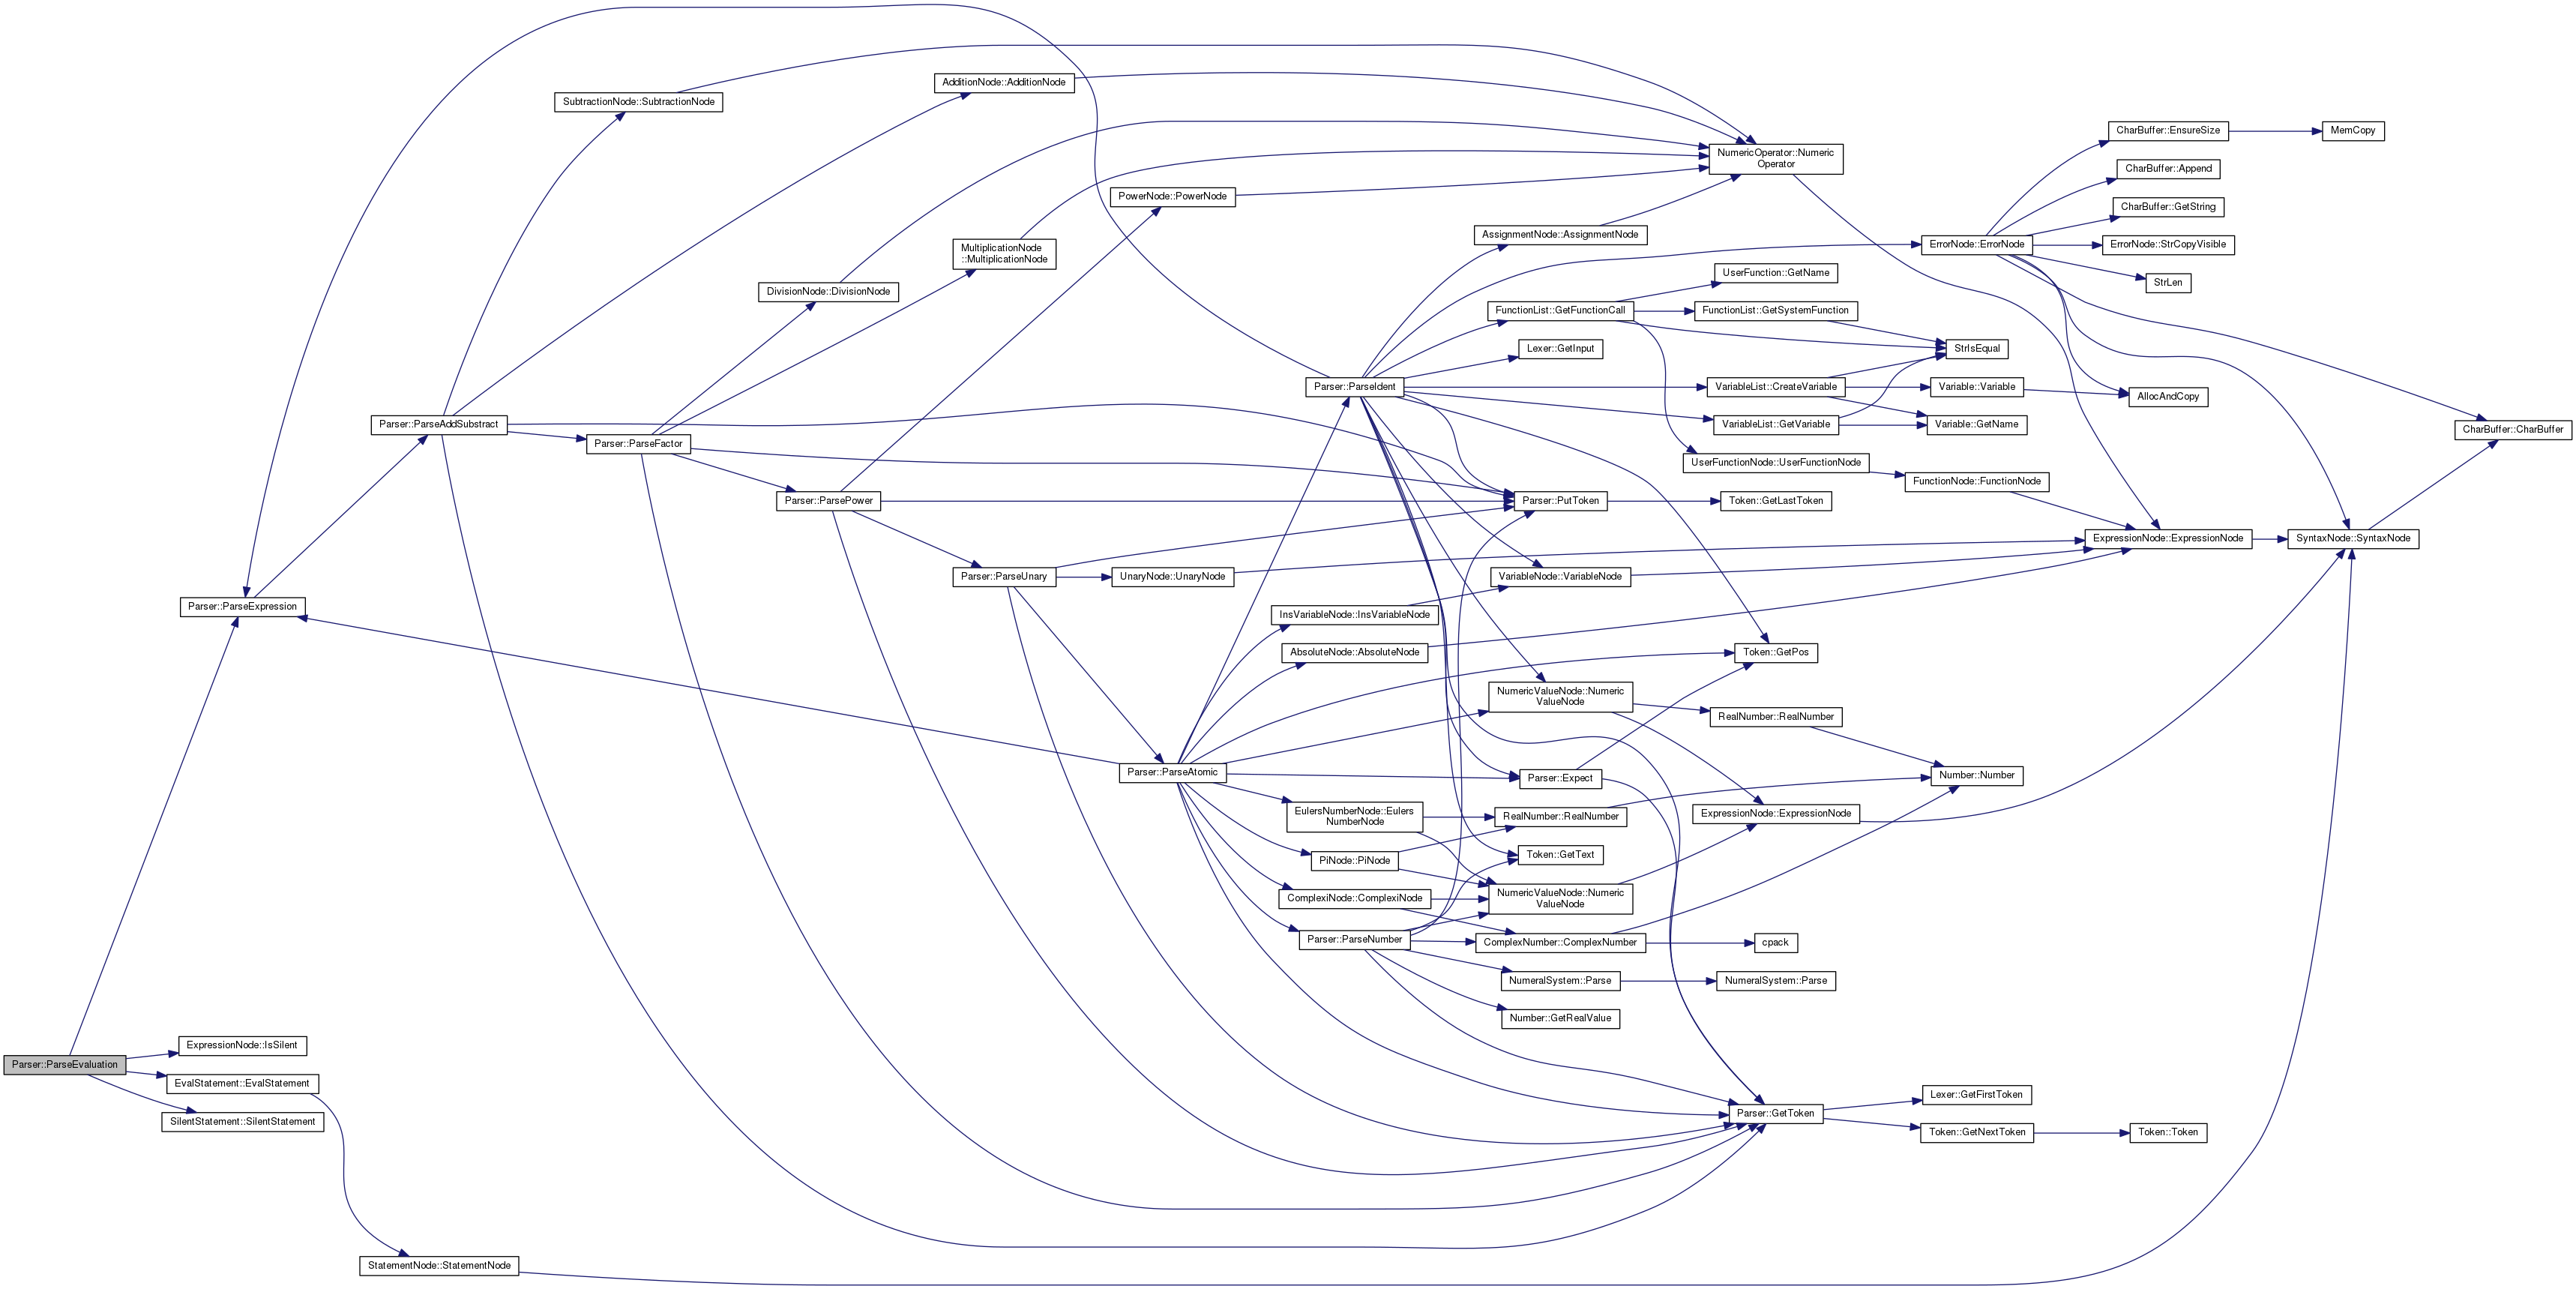 SubtractionNode::SubtractionNode
AdditionNode::AdditionNode
NumericOperator::Numeric
Operator
CharBuffer::EnsureSize
MemCopy
CharBuffer::Append
PowerNode::PowerNode
CharBuffer::GetString
MultiplicationNode
::MultiplicationNode
AssignmentNode::AssignmentNode
ErrorNode::ErrorNode
ErrorNode::StrCopyVisible
DivisionNode::DivisionNode
UserFunction::GetName
StrLen
FunctionList::GetFunctionCall
FunctionList::GetSystemFunction
Lexer::GetInput
StrIsEqual
Parser::ParseIdent
VariableList::CreateVariable
Variable::Variable
AllocAndCopy
Parser::ParseAddSubstract
VariableList::GetVariable
Variable::GetName
CharBuffer::CharBuffer
Parser::ParseFactor
UserFunctionNode::UserFunctionNode
FunctionNode::FunctionNode
Parser::ParsePower
Parser::PutToken
Token::GetLastToken
ExpressionNode::ExpressionNode
SyntaxNode::SyntaxNode
Parser::ParseUnary
UnaryNode::UnaryNode
VariableNode::VariableNode
Parser::ParseExpression
InsVariableNode::InsVariableNode
AbsoluteNode::AbsoluteNode
Token::GetPos
NumericValueNode::Numeric
ValueNode
RealNumber::RealNumber
Parser::ParseAtomic
Parser::Expect
Number::Number
EulersNumberNode::Eulers
NumberNode
RealNumber::RealNumber
ExpressionNode::ExpressionNode
PiNode::PiNode
Token::GetText
ComplexiNode::ComplexiNode
NumericValueNode::Numeric
ValueNode
Parser::ParseNumber
ComplexNumber::ComplexNumber
cpack
NumeralSystem::Parse
NumeralSystem::Parse
Number::GetRealValue
ExpressionNode::IsSilent
Parser::ParseEvaluation
EvalStatement::EvalStatement
SilentStatement::SilentStatement
Parser::GetToken
Lexer::GetFirstToken
Token::GetNextToken
Token::Token
StatementNode::StatementNode